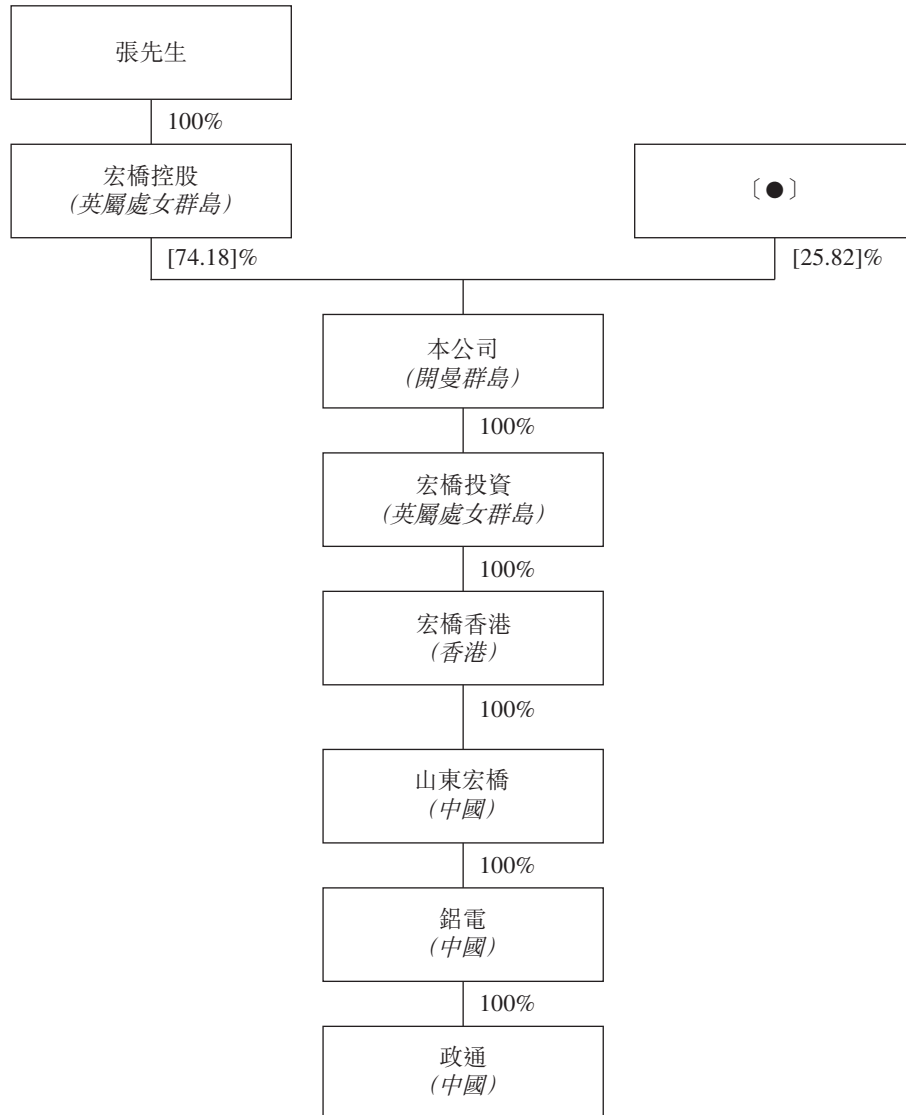 張先生
100%
宏橋控股
(英屬處女群島)
〔●〕
[74.18]%
[25.82]%
本公司
(開曼群島)
100%
宏橋投資
(英屬處女群島)
100%
宏橋香港
(香港)
100%
山東宏橋
(中國)
100%
鋁電
(中國)
100%
政通
(中國)